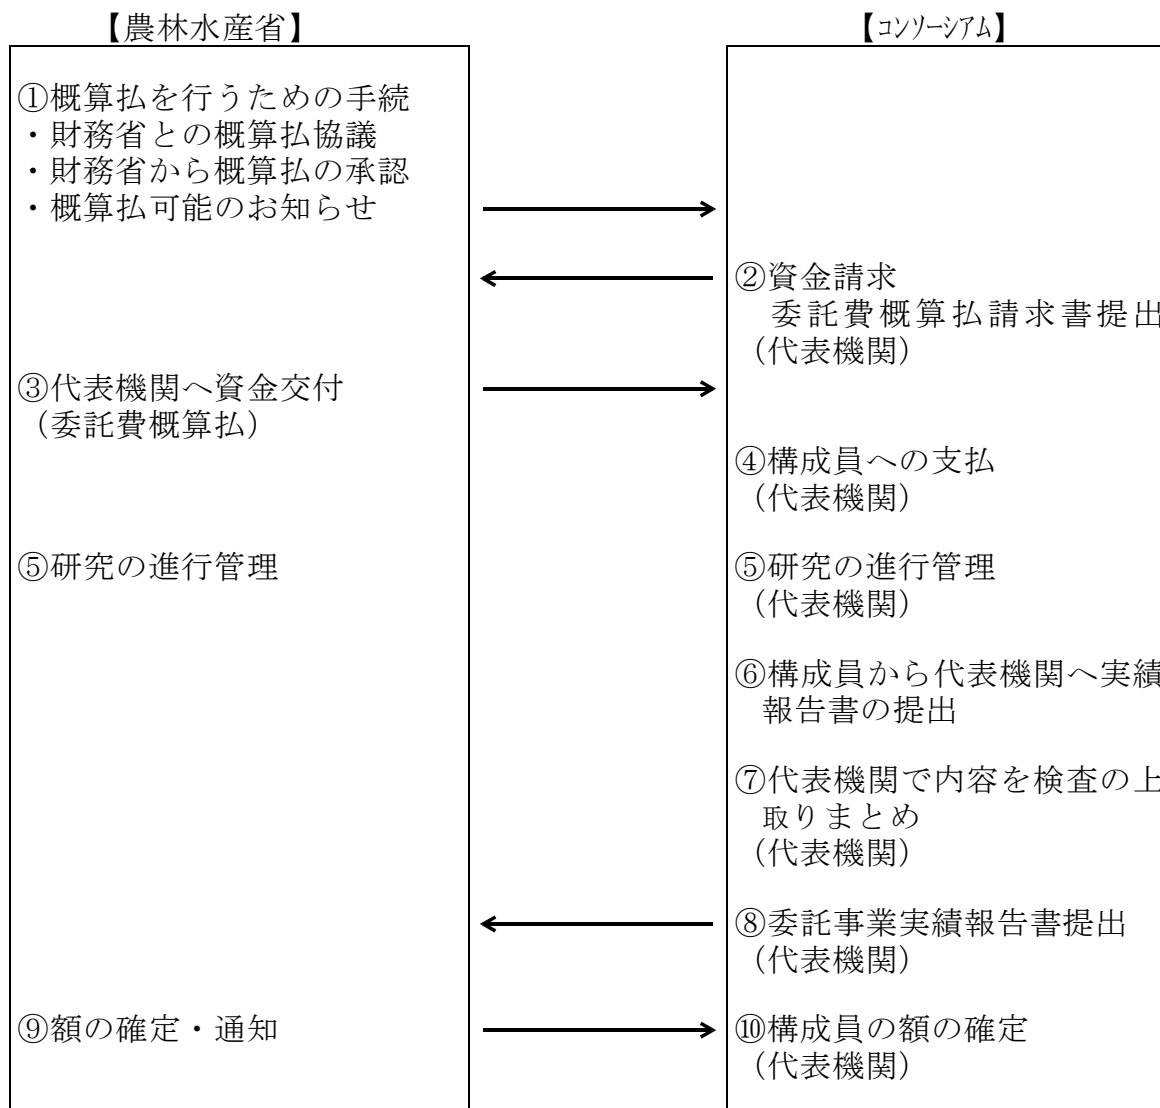 【農林水産省】
【コンソーシアム】
①概算払を行うための手続
・財務省との概算払協議
・財務省から概算払の承認
・概算払可能のお知らせ
②資金請求
委託費概算払請求書提出
(代表機関)
③代表機関へ資金交付
(委託費概算払)
④構成員への支払
(代表機関)
⑤研究の進行管理
⑤研究の進行管理
(代表機関)
⑥構成員から代表機関へ実績
報告書の提出
⑦代表機関で内容を検査の上
取りまとめ
(代表機関)
⑧委託事業実績報告書提出
(代表機関)
⑨額の確定・通知
⑩構成員の額の確定
(代表機関)